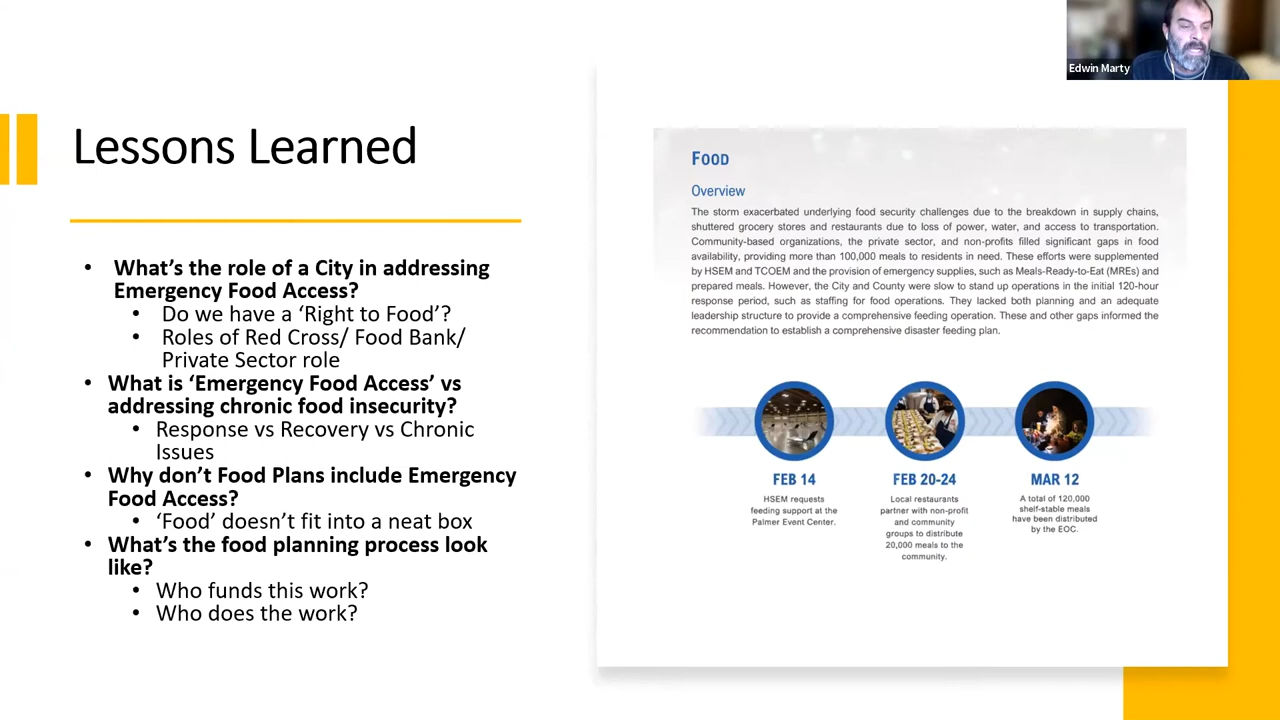 Edwin Marty
Lessons Learned
• What’s the role of a City in addressing
Emergency Food Access?
• Do we have a ‘Right to Food’?
• Roles of Red Cross/ Food Bank/
Private Sector role
• What is ‘Emergency Food Access’ vs
addressing chronic food insecurity?
• Response vs Recovery vs Chronic
Issues
• Why don’t Food Plans include Emergency
Food Access?
• ‘Food’ doesn’t fit into a neat box
• What’s the food planning process look
like?
• Who funds this work?
• Who does the work?
Food
Overview
The storm exacerbated underlying food security challenges due to the breakdown in supply chains,
shuttered grocery stores and restaurants due to loss of power, water, and access to transportation.
Community-based organizations, the private sector, and non-profits filled significant gaps in food
availability, providing more than 100,000 meals to residents in need. These efforts were supplemented
by HSEM and TCOEM and the provision of emergency supplies, such as Meals-Ready-to-Eat (MREs) and
prepared meals. However, the City and County were slow to stand up operations in the initial 120-hour
response period, such as staffing for food operations. They lacked both planning and an adequate
leadership structure to provide a comprehensive feeding operation. These and other gaps informed the
recommendation to establish a comprehensive disaster feeding plan.
FEB 14
HSEM requests
feeding support at the
Palmer Event Center.
FEB 20-24
Local restaurants
partner with non-profit
and community
groups to distribute
20,000 meals to the
community.
MAR 12
A total of 120,000
shelf-stable meals
have been distributed
by the EOC.